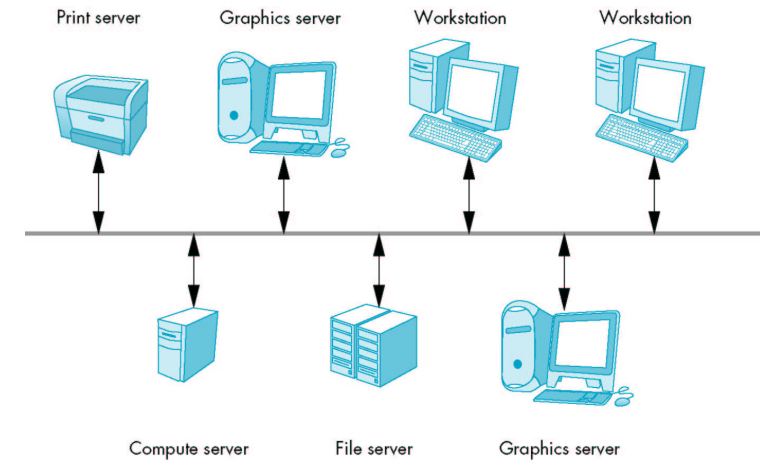 Print server
Graphics server
Workstation
Workstation
Compute server
File server
Graphics server